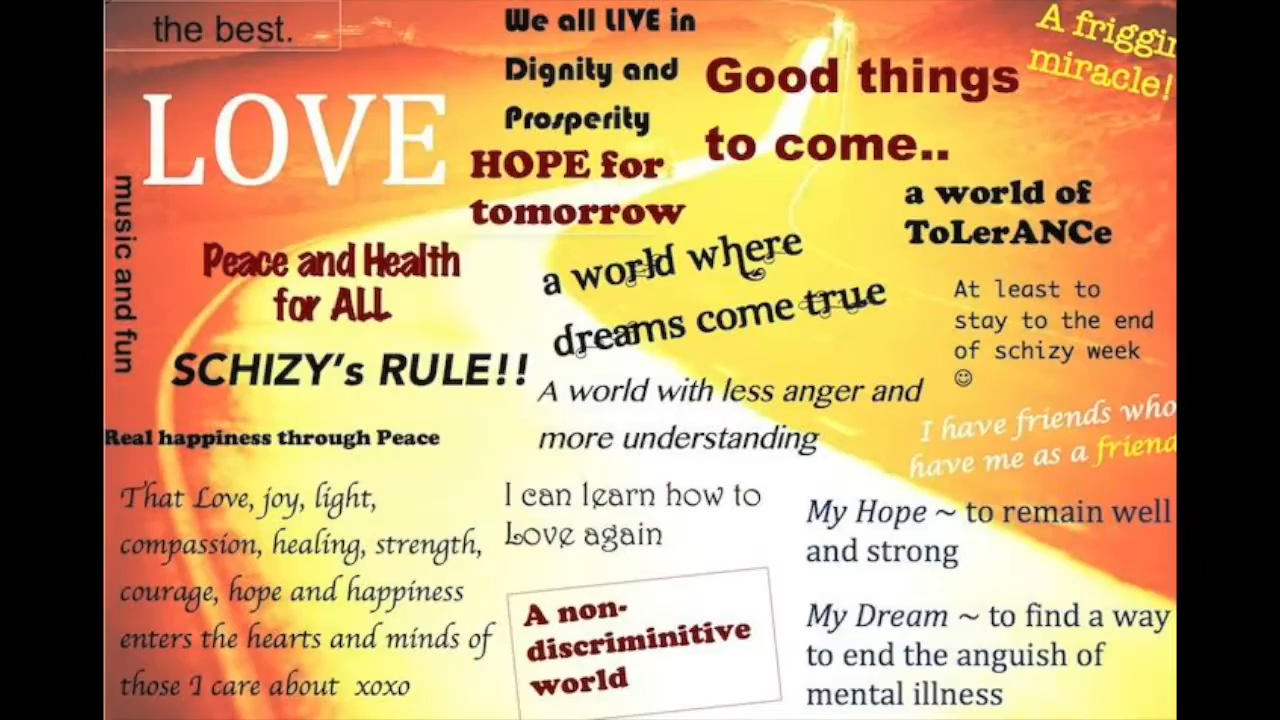 the best.
We all LIVE in
Dignity and
Prosperity
Good things
to come..
A friggin
miracle!
LOVE
HOPE for
tomorrow
a world of
ToLerANCe
music and fun
Peace and Health
for ALL
a world where
dreams come true
At least to
stay to the end
of schizy week
☺
SCHIZY's RULE!!
A world with less anger and
more understanding
I have friends who
have me as a friend
Real happiness through Peace
That Love, joy, light,
compassion, healing, strength,
courage, hope and happiness
enters the hearts and minds of
those I care about xoxo
I can learn how to
Love again
My Hope ~ to remain well
and strong
A non-
discriminitive
world
My Dream ~ to find a way
to end the anguish of
mental illness